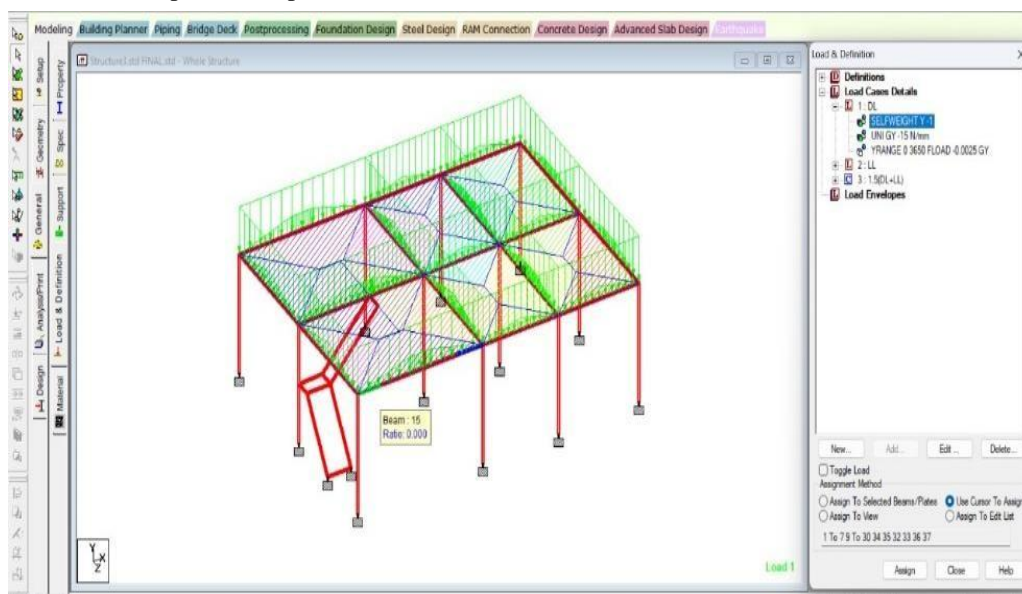 Modeling Building Planner Piping Bridge Deck Postprocessing Foundation Design Steel Design RAM Connection Concrete Design Advanced Slab Design Earthquake
Setup
Geometry
General
Analysis/Print
Design
Property
Spec
Support
Load & Definition
Material
Structure1.std FINAL.std - Whole Structure
Beam : 15
Ratio: 0.000
Y
X
Z
Load 1
Load & Definition
Definitions
Load Cases Details
1 : DL
SELFWEIGHT Y -1
UNI GY -15 N/mm
YRANGE 0 3650 FLOAD -0.0025 GY
2 : LL
3 : 1.5(DL+LL)
Load Envelopes
New... Add... Edit ... Delete...
Toggle Load
Assignment Method
Assign To Selected Beams/Plates Use Cursor To Assign
Assign To View Assign To Edit List
1 To 7 9 To 30 34 35 32 33 36 37
Assign Close Help